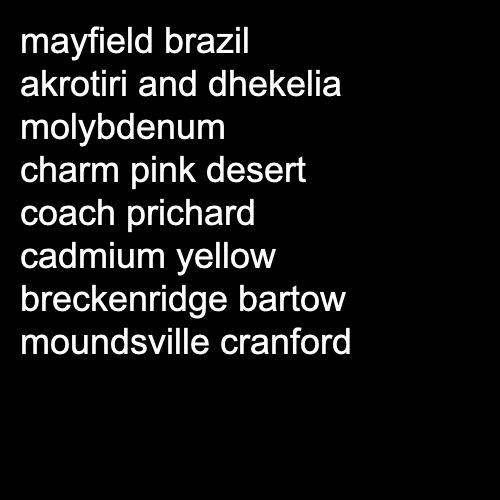 mayfield brazil
akrotiri and dhekelia
molybdenum
charm pink desert
coach prichard
cadmium yellow
breckenridge bartow
moundsville cranford